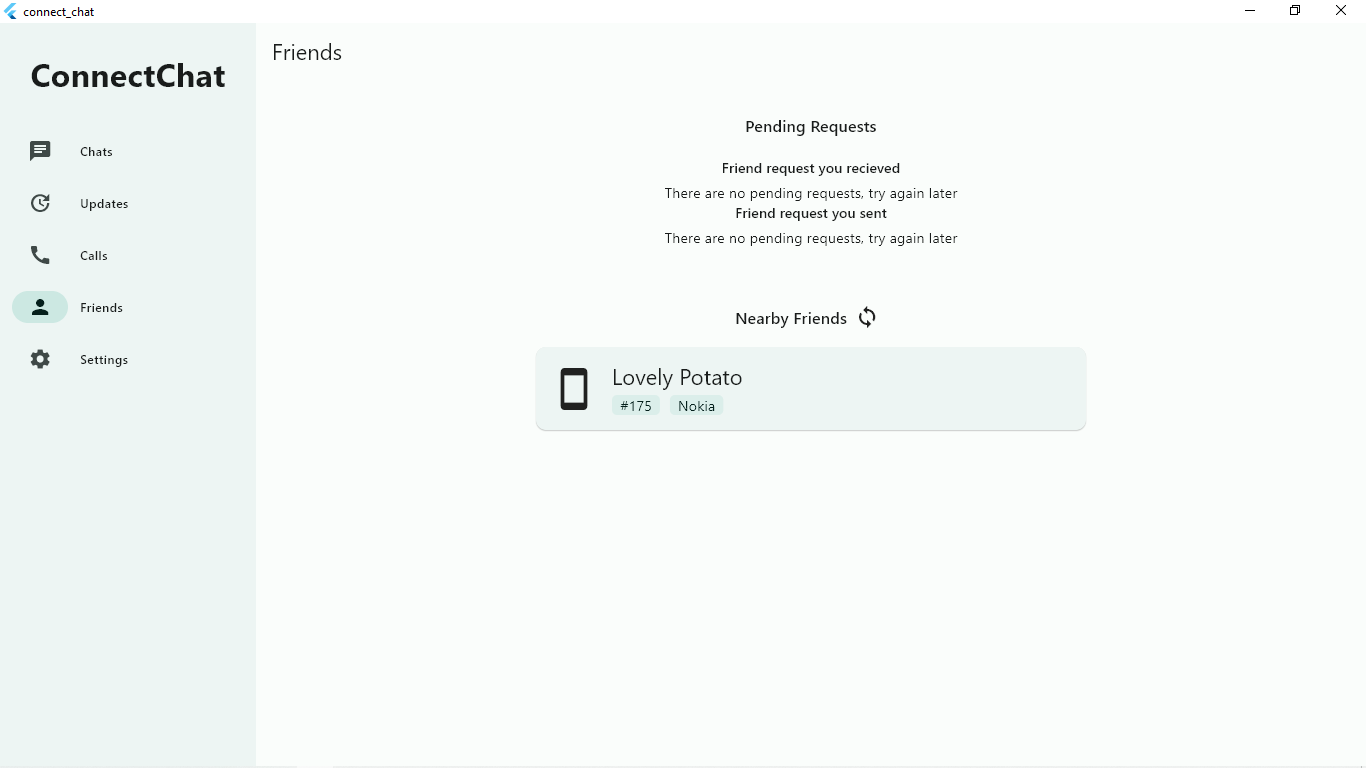 connect_chat
ConnectChat
Chats
Updates
Calls
Friends
Settings
Friends
Pending Requests
Friend request you recieved
There are no pending requests, try again later
Friend request you sent
There are no pending requests, try again later
Nearby Friends
Lovely Potato
#175 Nokia